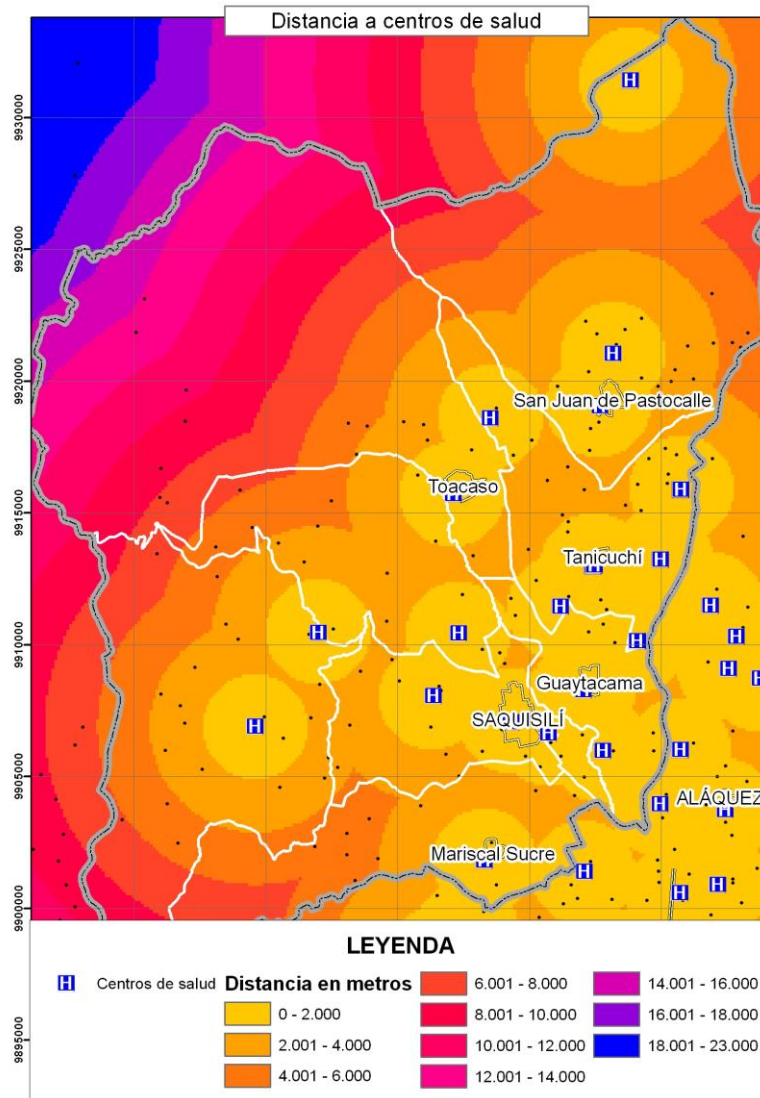 Distancia a centros de salud
9930000
9925000
9920000
San Juan de Pastocalle
Toacaso
9915000
Tanicuchí
9910000
Guaytacama
SAQUISILÍ
9905000
ALÁQUEZ
Mariscal Sucre
9900000
LEYENDA
H Centros de salud
Distancia en metros
0 - 2.000
2.001 - 4.000
4.001 - 6.000
6.001 - 8.000
8.001 - 10.000
10.001 - 12.000
12.001 - 14.000
14.001 - 16.000
16.001 - 18.000
18.001 - 23.000
9895000